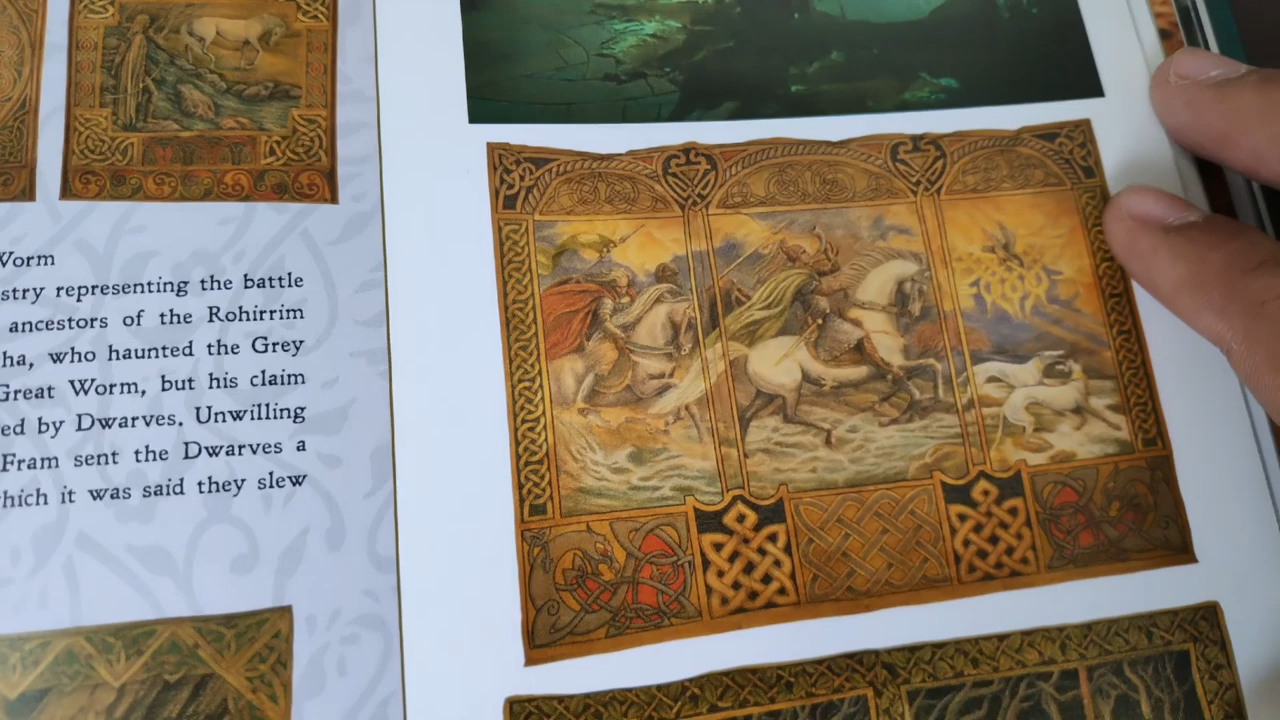 Worm
stry representing the battle
ancestors of the Rohirrim
ha, who haunted the Grey
Great Worm, but his claim
ed by Dwarves. Unwilling
Fram sent the Dwarves a
hich it was said they slew